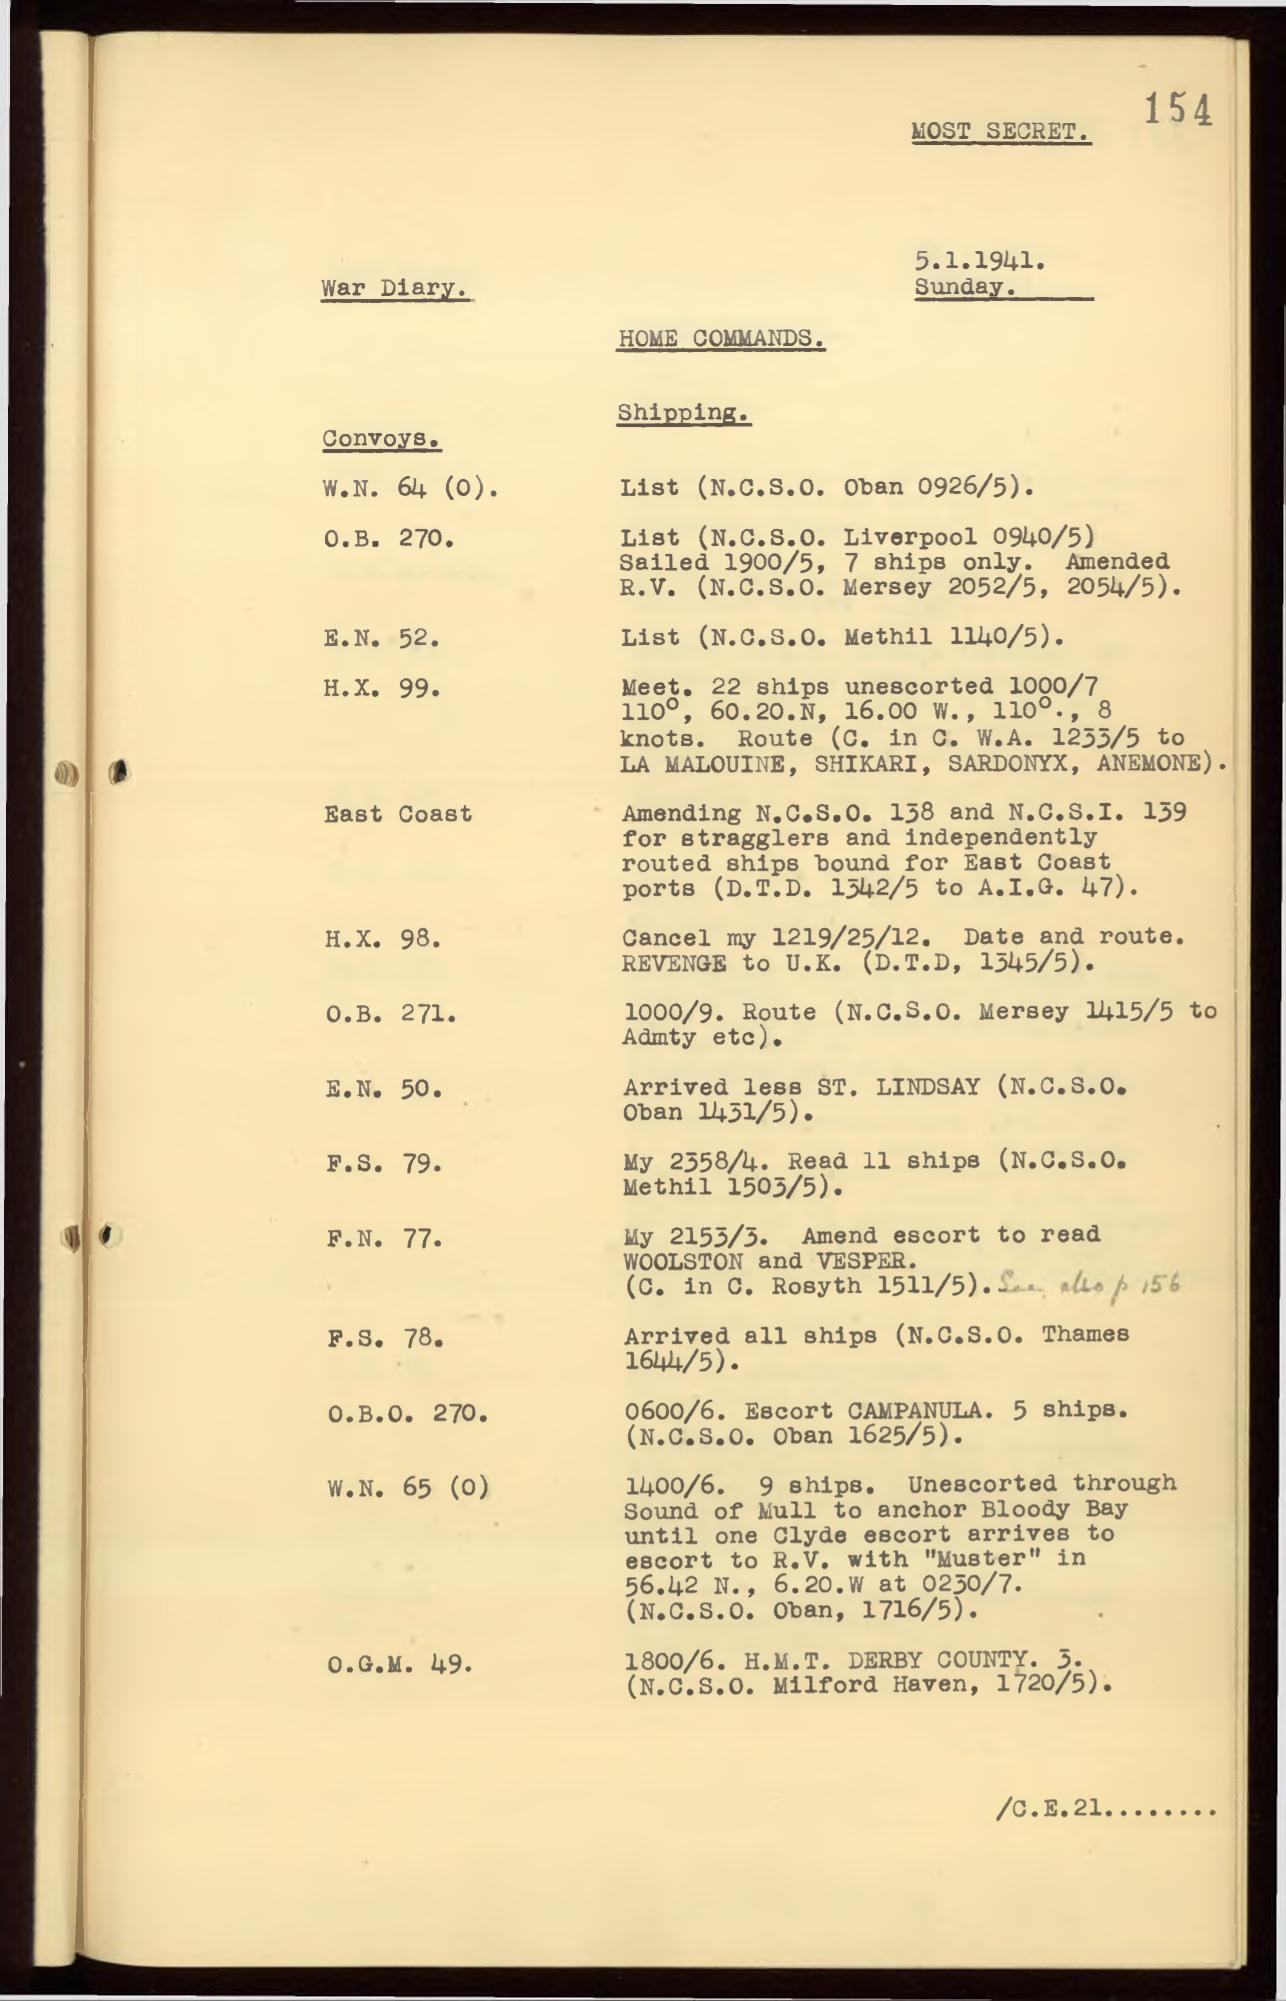 154
MOST SECRET.
5.1.1941.
War Diary. Sunday.
HOME COMMANDS.
Shipping.
Convoys.
W.N. 64 (O). List (N.C.S.O. Oban 0926/5).
O.B. 270. List (N.C.S.O. Liverpool 0940/5)
Sailed 1900/5, 7 ships only. Amended
R.V. (N.C.S.O. Mersey 2052/5, 2054/5).
E.N. 52. List (N.C.S.O. Methil 1140/5).
H.X. 99. Meet. 22 ships unescorted 1000/7
110°, 60.20.N, 16.00 W., 110°., 8
knots. Route (C. in C. W.A. 1233/5 to
LA MALOUINE, SHIKARI, SARDONYX, ANEMONE).
East Coast Amending N.C.S.O. 138 and N.C.S.I. 139
for stragglers and independently
routed ships bound for East Coast
ports (D.T.D. 1342/5 to A.I.G. 47).
H.X. 98. Cancel my 1219/25/12. Date and route.
REVENGE to U.K. (D.T.D, 1345/5).
O.B. 271. 1000/9. Route (N.C.S.O. Mersey 1415/5 to
Admty etc).
E.N. 50. Arrived less ST. LINDSAY (N.C.S.O.
Oban 1431/5).
F.S. 79. My 2358/4. Read 11 ships (N.C.S.O.
Methil 1503/5).
F.N. 77. My 2153/3. Amend escort to read
WOOLSTON and VESPER.
(C. in C. Rosyth 1511/5). See also p 156
F.S. 78. Arrived all ships (N.C.S.O. Thames
1644/5).
O.B.O. 270. 0600/6. Escort CAMPANULA. 5 ships.
(N.C.S.O. Oban 1625/5).
W.N. 65 (O) 1400/6. 9 ships. Unescorted through
Sound of Mull to anchor Bloody Bay
until one Clyde escort arrives to
escort to R.V. with "Muster" in
56.42 N., 6.20.W at 0230/7.
(N.C.S.O. Oban, 1716/5).
O.G.M. 49. 1800/6. H.M.T. DERBY COUNTY. 3.
(N.C.S.O. Milford Haven, 1720/5).
/C.E.21........